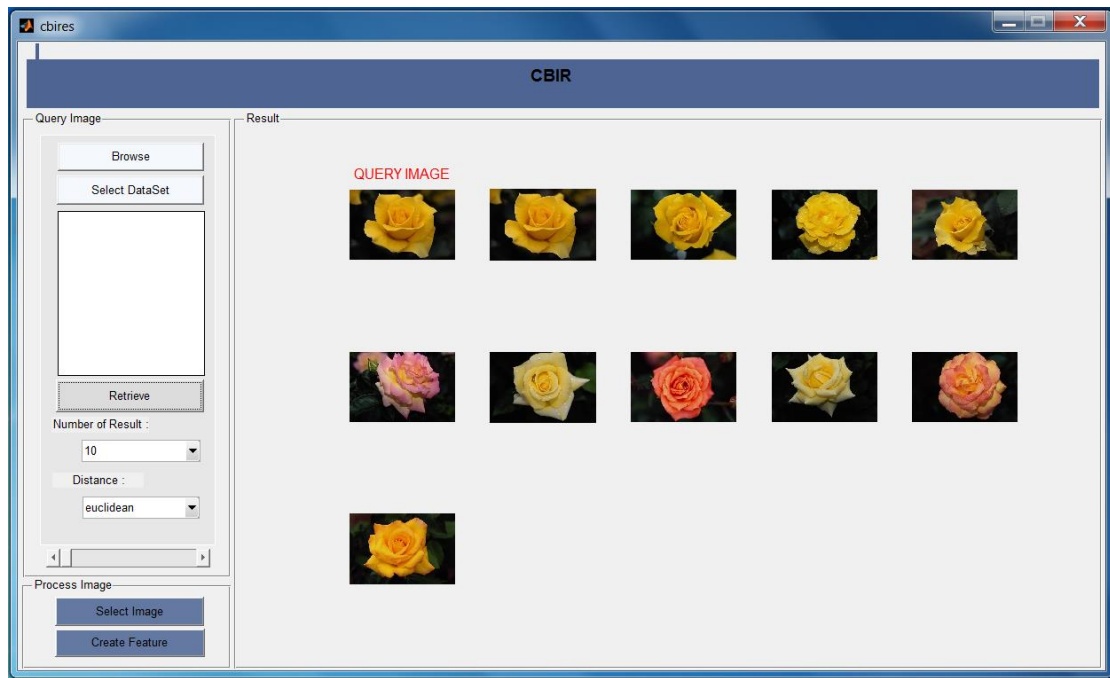 cbires
CBIR
Query Image
Browse
Select DataSet
Retrieve
Number of Result :
10
Distance :
euclidean
Process Image
Select Image
Create Feature
Result
QUERY IMAGE